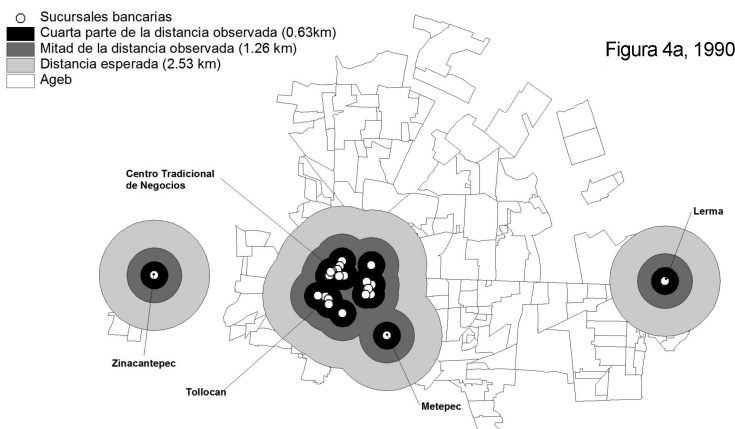 Sucursales bancarias
Cuarta parte de la distancia observada (0.63km)
Mitad de la distancia observada (1.26 km)
Distancia esperada (2.53 km)
Ageb
Figura 4a, 1990
Centro Tradicional
de Negocios
Lerma
Zinacantepec
Tollocan
Metepec